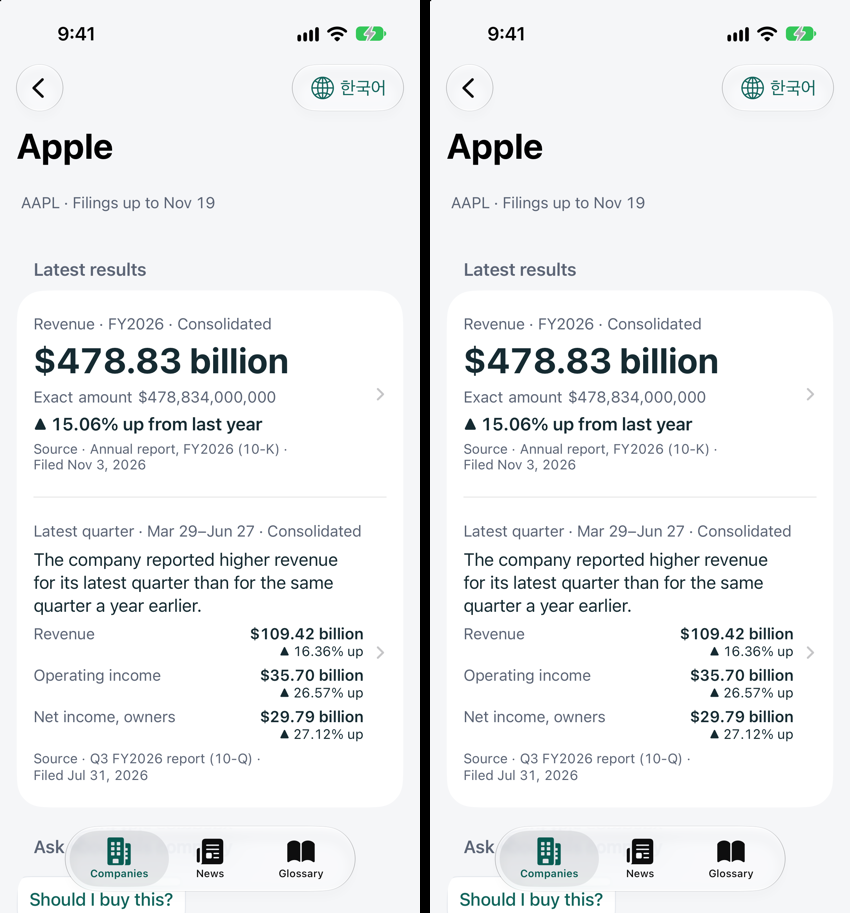 9:41
한국어
Apple
AAPL · Filings up to Nov 19
Latest results
Revenue · FY2026 · Consolidated
$478.83 billion
Exact amount $478,834,000,000
▲ 15.06% up from last year
Source · Annual report, FY2026 (10-K) ·
Filed Nov 3, 2026
Latest quarter · Mar 29–Jun 27 · Consolidated
The company reported higher revenue
for its latest quarter than for the same
quarter a year earlier.
Revenue $109.42 billion
▲ 16.36% up
Operating income $35.70 billion
▲ 26.57% up
Net income, owners $29.79 billion
▲ 27.12% up
Source · Q3 FY2026 report (10-Q) ·
Filed Jul 31, 2026
Ask
Companies News Glossary
Should I buy this?
9:41
한국어
Apple
AAPL · Filings up to Nov 19
Latest results
Revenue · FY2026 · Consolidated
$478.83 billion
Exact amount $478,834,000,000
▲ 15.06% up from last year
Source · Annual report, FY2026 (10-K) ·
Filed Nov 3, 2026
Latest quarter · Mar 29–Jun 27 · Consolidated
The company reported higher revenue
for its latest quarter than for the same
quarter a year earlier.
Revenue $109.42 billion
▲ 16.36% up
Operating income $35.70 billion
▲ 26.57% up
Net income, owners $29.79 billion
▲ 27.12% up
Source · Q3 FY2026 report (10-Q) ·
Filed Jul 31, 2026
Ask
Companies News Glossary
Should I buy this?